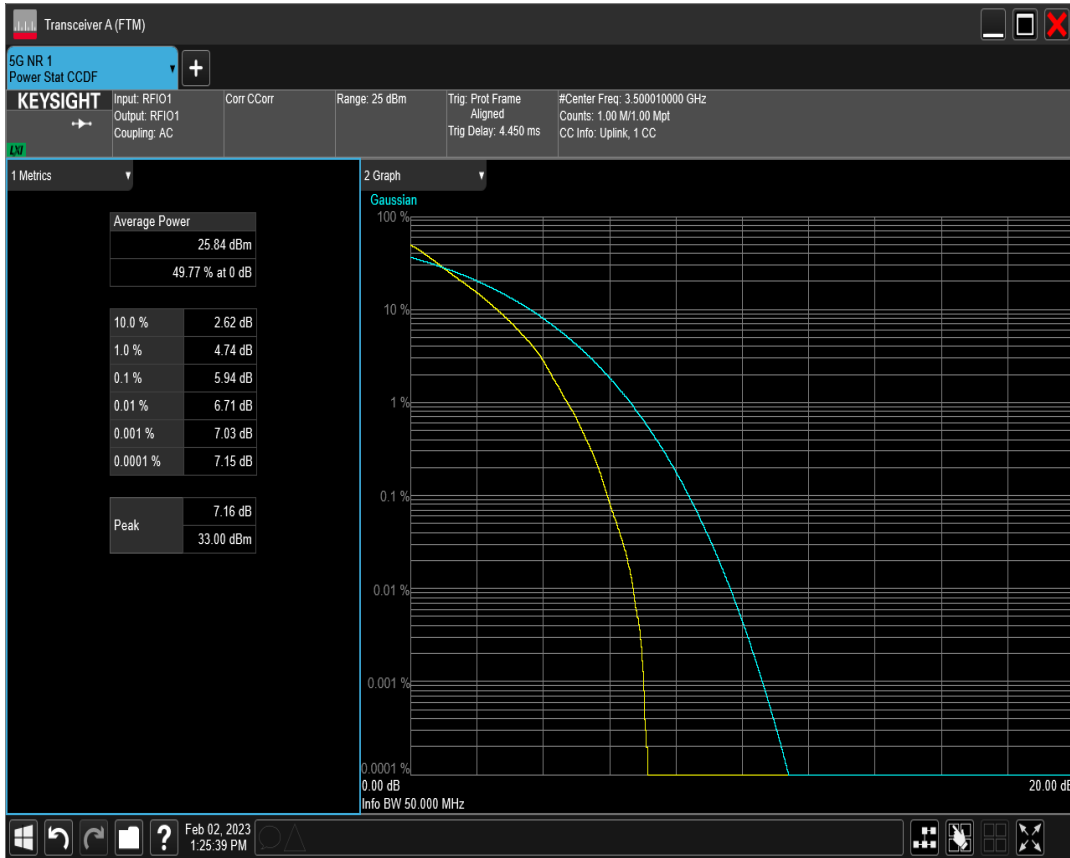 Transceiver A (FTM)
5G NR 1
Power Stat CCDF
KEYSIGHT
LXI
Input: RFIO1
Output: RFIO1
Coupling: AC
Corr CCorr
Range: 25 dBm
Trig: Prot Frame
Aligned
Trig Delay: 4.450 ms
#Center Freq: 3.500010000 GHz
Counts: 1.00 M/1.00 Mpt
CC Info: Uplink, 1 CC
1 Metrics
Average Power
25.84 dBm
49.77 % at 0 dB
10.0 % 2.62 dB
1.0 % 4.74 dB
0.1 % 5.94 dB
0.01 % 6.71 dB
0.001 % 7.03 dB
0.0001 % 7.15 dB
Peak 7.16 dB
33.00 dBm
2 Graph
Gaussian
100 %
10 %
1 %
0.1 %
0.01 %
0.001 %
0.0001 %
0.00 dB 20.00 dB
Info BW 50.000 MHz
Feb 02, 2023
1:25:39 PM